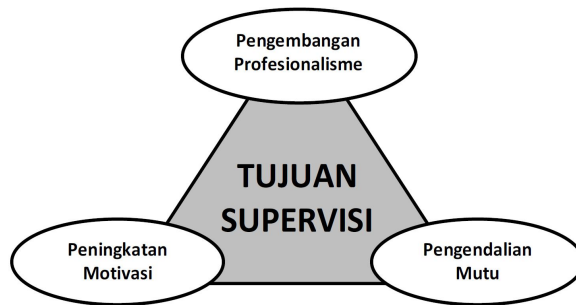 Pengembangan
Profesionalisme
TUJUAN
SUPERVISI
Peningkatan
Motivasi
Pengendalian
Mutu